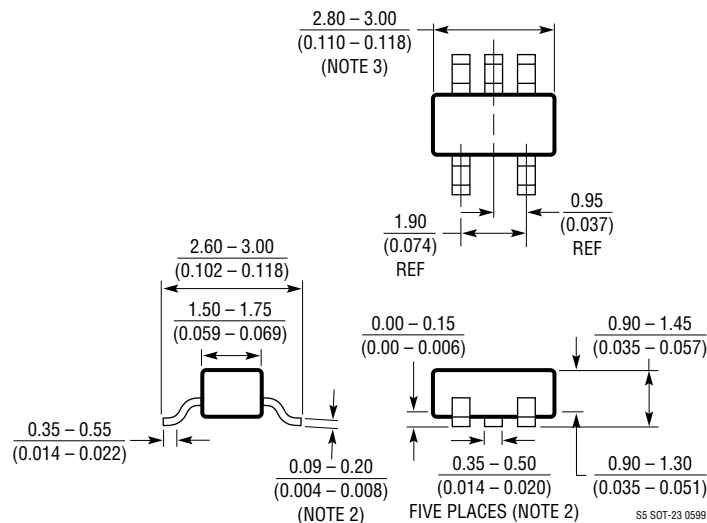 2.80 – 3.00
(0.110 – 0.118)
(NOTE 3)
1.90
(0.074)
REF
0.95
(0.037)
REF
2.60 – 3.00
(0.102 – 0.118)
1.50 – 1.75
(0.059 – 0.069)
0.00 – 0.15
(0.00 – 0.006)
0.90 – 1.45
(0.035 – 0.057)
0.35 – 0.55
(0.014 – 0.022)
0.09 – 0.20
(0.004 – 0.008)
(NOTE 2)
0.35 – 0.50
(0.014 – 0.020)
FIVE PLACES (NOTE 2)
0.90 – 1.30
(0.035 – 0.051)
S5 SOT-23 0599